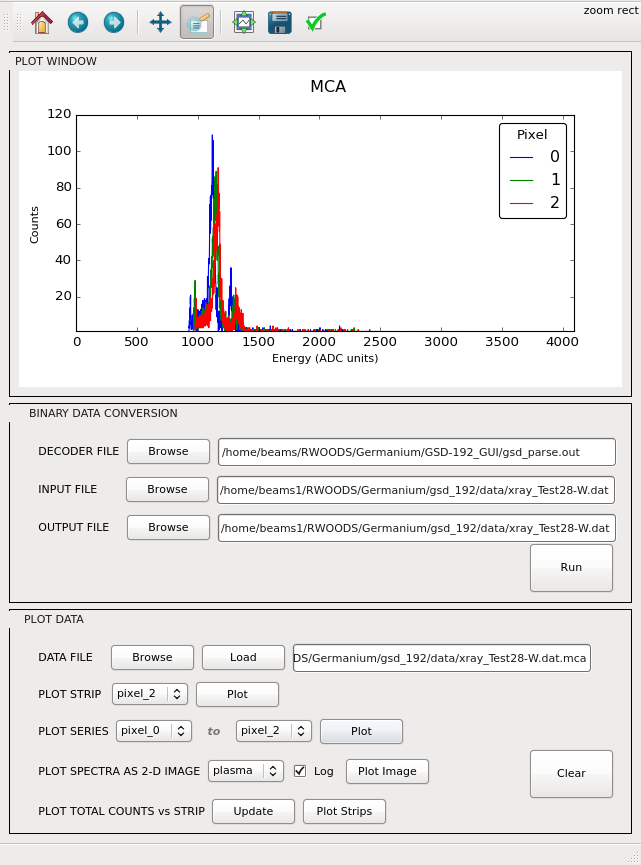 zoom rect
PLOT WINDOW
MCA
120
100
80
60
40
20
Counts
0 500 1000 1500 2000 2500 3000 3500 4000
Energy (ADC units)
Pixel
0
1
2
BINARY DATA CONVERSION
DECODER FILE Browse /home/beams/RWOODS/Germanium/GSD-192_GUI/gsd_parse.out
INPUT FILE Browse /home/beams1/RWOODS/Germanium/gsd_192/data/xray_Test28-W.dat
OUTPUT FILE Browse /home/beams1/RWOODS/Germanium/gsd_192/data/xray_Test28-W.dat
Run
PLOT DATA
DATA FILE Browse Load DS/Germanium/gsd_192/data/xray_Test28-W.dat.mca
PLOT STRIP pixel_2 Plot
PLOT SERIES pixel_0 to pixel_2 Plot
PLOT SPECTRA AS 2-D IMAGE plasma Log Plot Image
Clear
PLOT TOTAL COUNTS vs STRIP Update Plot Strips